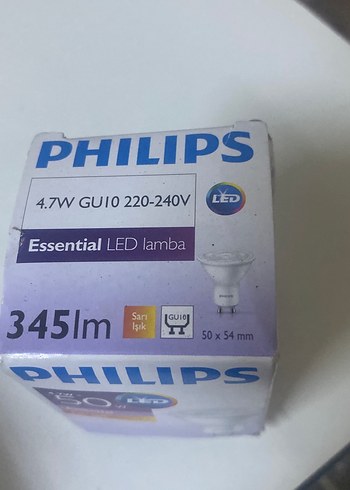 PHILIPS
4.7W GU10 220-240V
LED
Essential LED lamba
345lm
Sarı
Işık
GU10
50 x 54 mm
PHILIPS
50
LED